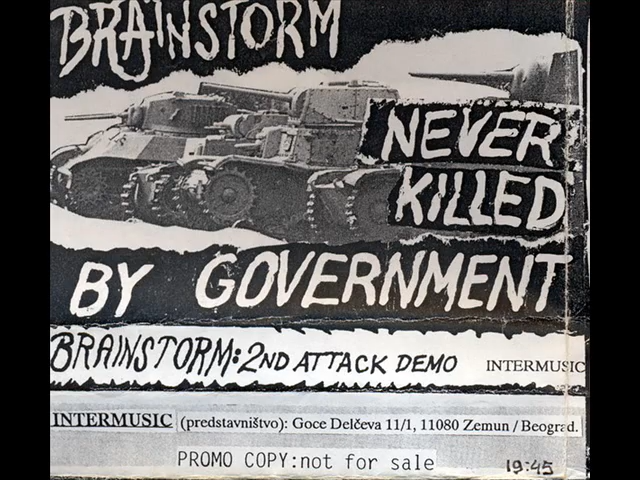 BRAINSTORM
NEVER
KILLED
BY GOVERNMENT
BRAINSTORM: 2ND ATTACK DEMO INTERMUSIC
INTERMUSIC (predstavništvo): Goce Delčeva 11/1, 11080 Zemun / Beograd.
PROMO COPY:not for sale 19:45